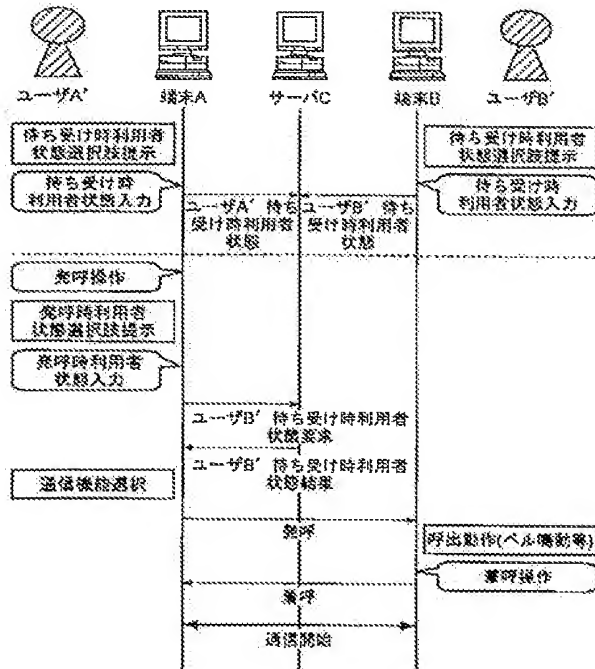 ユーザA'
端末A
サーバC
端末B
ユーザB'
待ち受け時利用者
状態選択肢提示
待ち受け時利用者
状態選択肢提示
待ち受け時
利用者状態入力
待ち受け時
利用者状態入力
ユーザA' 待ち
受け時利用者
状態
ユーザB' 待ち
受け時利用者
状態
発呼操作
発呼時利用者
状態選択肢提示
発呼時利用者
状態入力
ユーザB' 待ち受け時利用者
状態要求
ユーザB' 待ち受け時利用者
状態結果
通信機能選択
発呼
呼出動作(ベル鳴動等)
着呼操作
着呼
通信開始